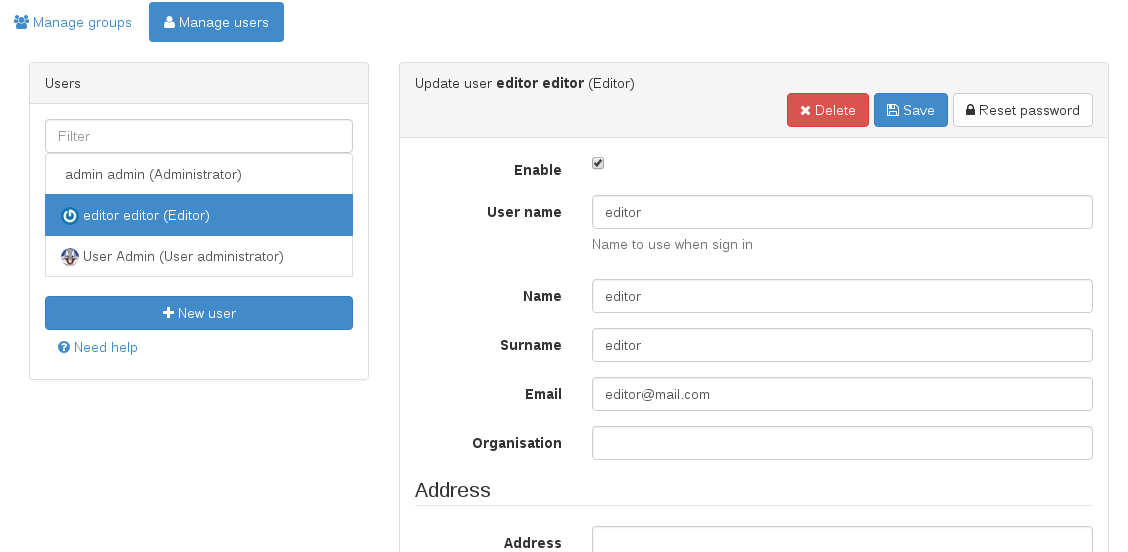 Manage groups
Manage users
Users
Filter
admin admin (Administrator)
editor editor (Editor)
User Admin (User administrator)
New user
Need help
Update user editor editor (Editor)
Delete
Save
Reset password
Enable
User name
editor
Name to use when sign in
Name
editor
Surname
editor
Email
editor@mail.com
Organisation
Address
Address